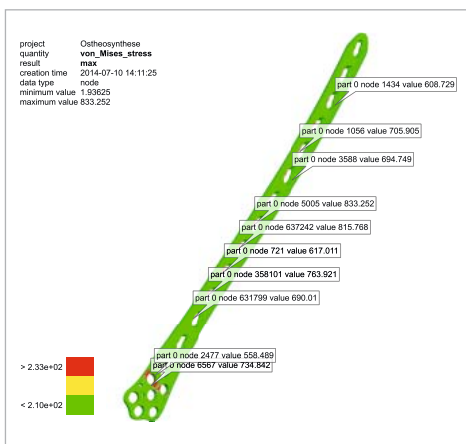 project Ostheosynthese
quantity von_Mises_stress
result max
creation time 2014-07-10 14:11:25
data type node
minimum value 1.93625
maximum value 833.252
part 0 node 1434 value 608.729
part 0 node 1056 value 705.905
part 0 node 3588 value 694.749
part 0 node 5005 value 833.252
part 0 node 637242 value 815.768
part 0 node 721 value 617.011
part 0 node 358101 value 763.921
part 0 node 631799 value 690.01
part 0 node 2477 value 558.489
part 0 node 6567 value 734.842
> 2.33e+02
< 2.10e+02